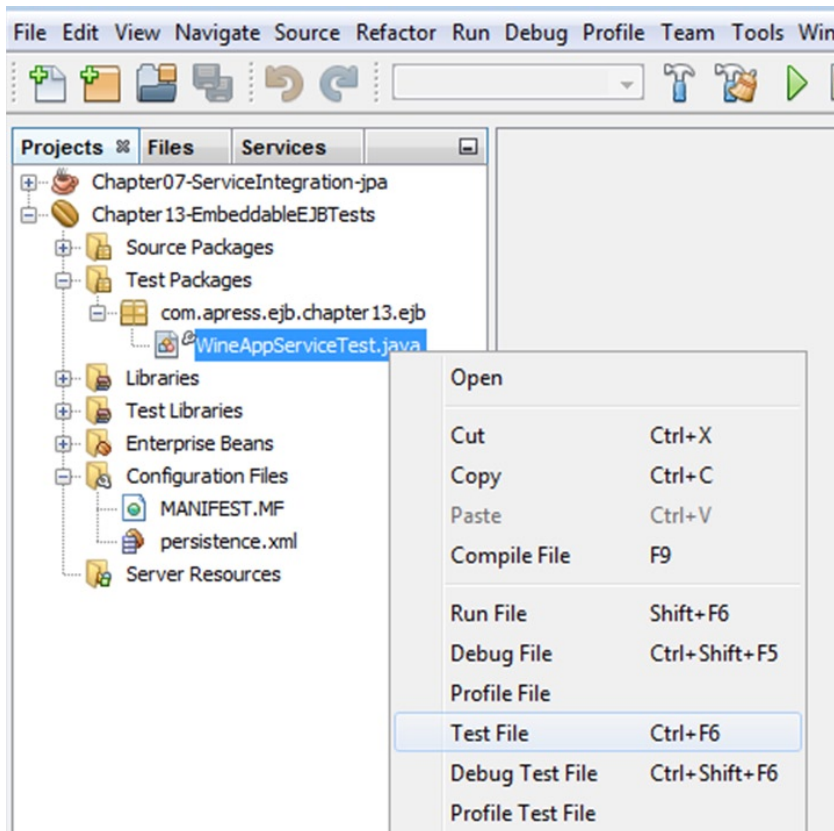 File Edit View Navigate Source Refactor Run Debug Profile Team Tools Win
Projects Files Services
Chapter07-ServiceIntegration-jpa
Chapter13-EmbeddableEJBTests
Source Packages
Test Packages
com.apress.ejb.chapter13.ejb
WineAppServiceTest.java
Libraries
Test Libraries
Enterprise Beans
Configuration Files
MANIFEST.MF
persistence.xml
Server Resources
Open
Cut Ctrl+X
Copy Ctrl+C
Paste Ctrl+V
Compile File F9
Run File Shift+F6
Debug File Ctrl+Shift+F5
Profile File
Test File Ctrl+F6
Debug Test File Ctrl+Shift+F6
Profile Test File